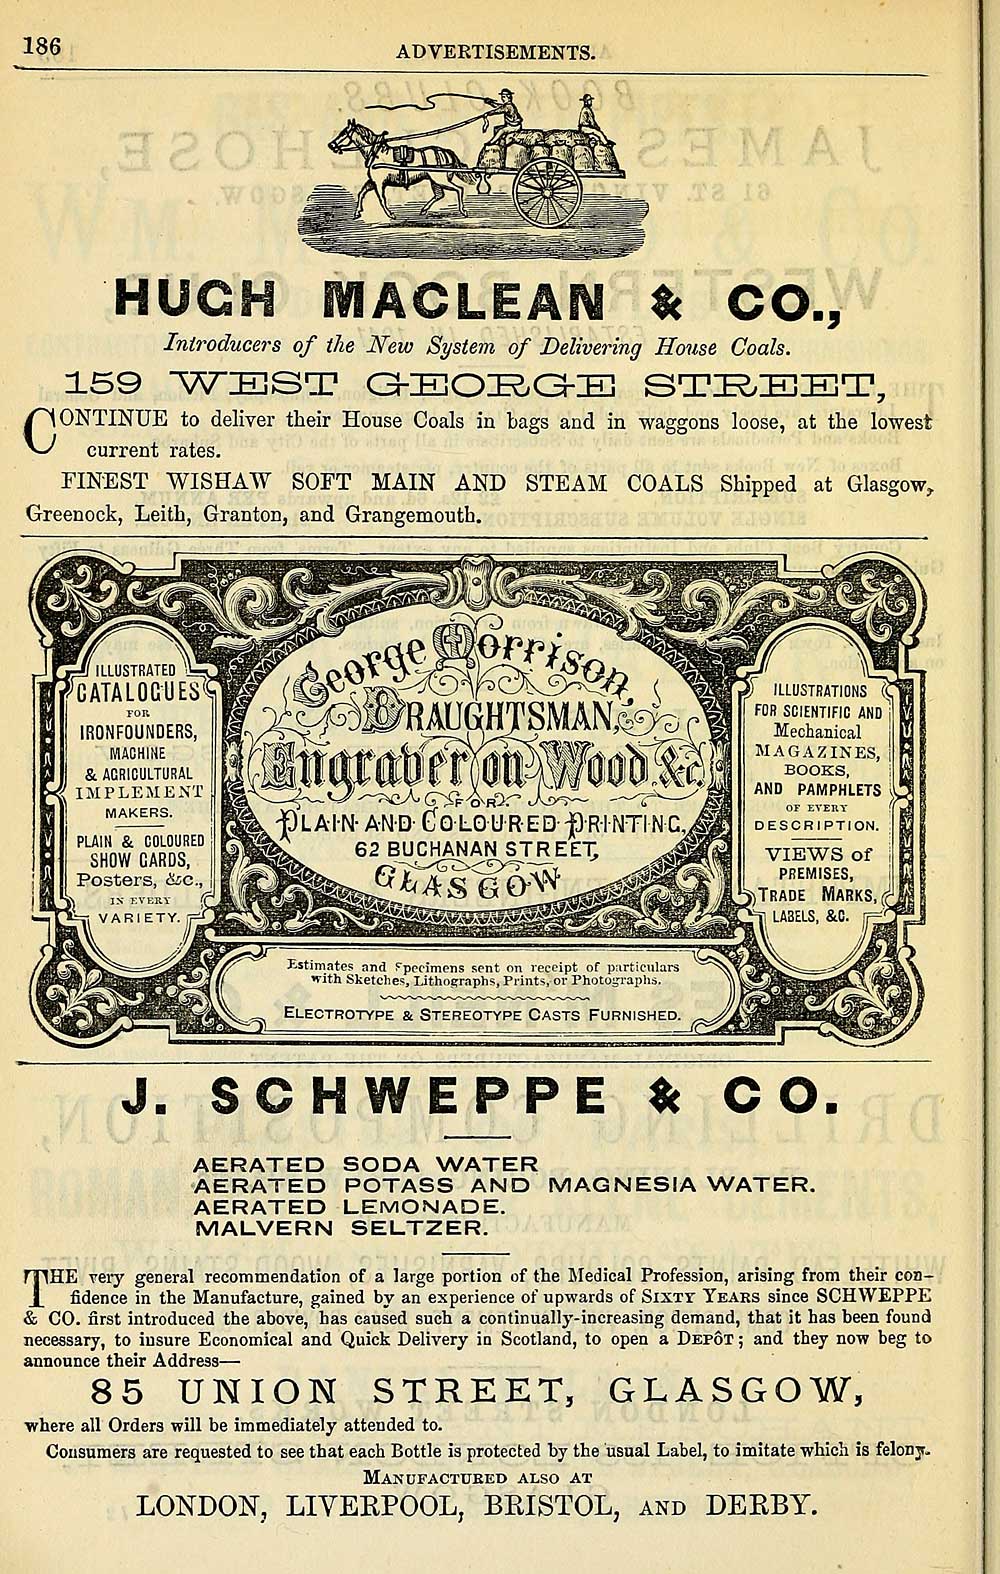 186
ADVERTISEMENTS.
HUGH MACLEAN & CO.,
Introducers of the New System of Delivering House Coals.
159 WEST GEORGE STREET,
CONTINUE to deliver their House Coals in bags and in waggons loose, at the lowest
current rates.
FINEST WISHAW SOFT MAIN AND STEAM COALS Shipped at Glasgow,
Greenock, Leith, Granton, and Grangemouth.
ILLUSTRATED
CATALOGUES
FOR
IRONFOUNDERS,
MACHINE
& AGRICULTURAL
IMPLEMENT
MAKERS.
PLAIN & COLOURED
SHOW CARDS,
Posters, &c.,
IN EVERY
VARIETY.
George Morrison,
DRAUGHTSMAN,
Engraver on Wood &c.
FOR
PLAIN AND COLOURED PRINTING,
62 BUCHANAN STREET,
GLASGOW
ILLUSTRATIONS
FOR SCIENTIFIC AND
Mechanical
MAGAZINES,
BOOKS,
AND PAMPHLETS
OF EVERY
DESCRIPTION.
VIEWS of
PREMISES,
TRADE MARKS,
LABELS, &C.
Estimates and Specimens sent on receipt of particulars
with Sketches, Lithographs, Prints, or Photographs.
ELECTROTYPE & STEREOTYPE CASTS FURNISHED.
J. SCHWEPPE & CO.
AERATED SODA WATER
AERATED POTASS AND MAGNESIA WATER.
AERATED LEMONADE.
MALVERN SELTZER.
THE very general recommendation of a large portion of the Medical Profession, arising from their con-
fidence in the Manufacture, gained by an experience of upwards of SIXTY YEARS since SCHWEPPE
& CO. first introduced the above, has caused such a continually-increasing demand, that it has been found
necessary, to insure Economical and Quick Delivery in Scotland, to open a DEPÔT; and they now beg to
announce their Address—
85 UNION STREET, GLASGOW,
where all Orders will be immediately attended to.
Consumers are requested to see that each Bottle is protected by the usual Label, to imitate which is felony.
MANUFACTURED ALSO AT
LONDON, LIVERPOOL, BRISTOL, AND DERBY.